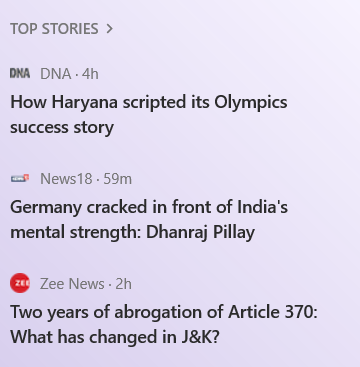 TOP STORIES >
DNA DNA · 4h
How Haryana scripted its Olympics
success story
News18 · 59m
Germany cracked in front of India's
mental strength: Dhanraj Pillay
ZEE Zee News · 2h
Two years of abrogation of Article 370:
What has changed in J&K?